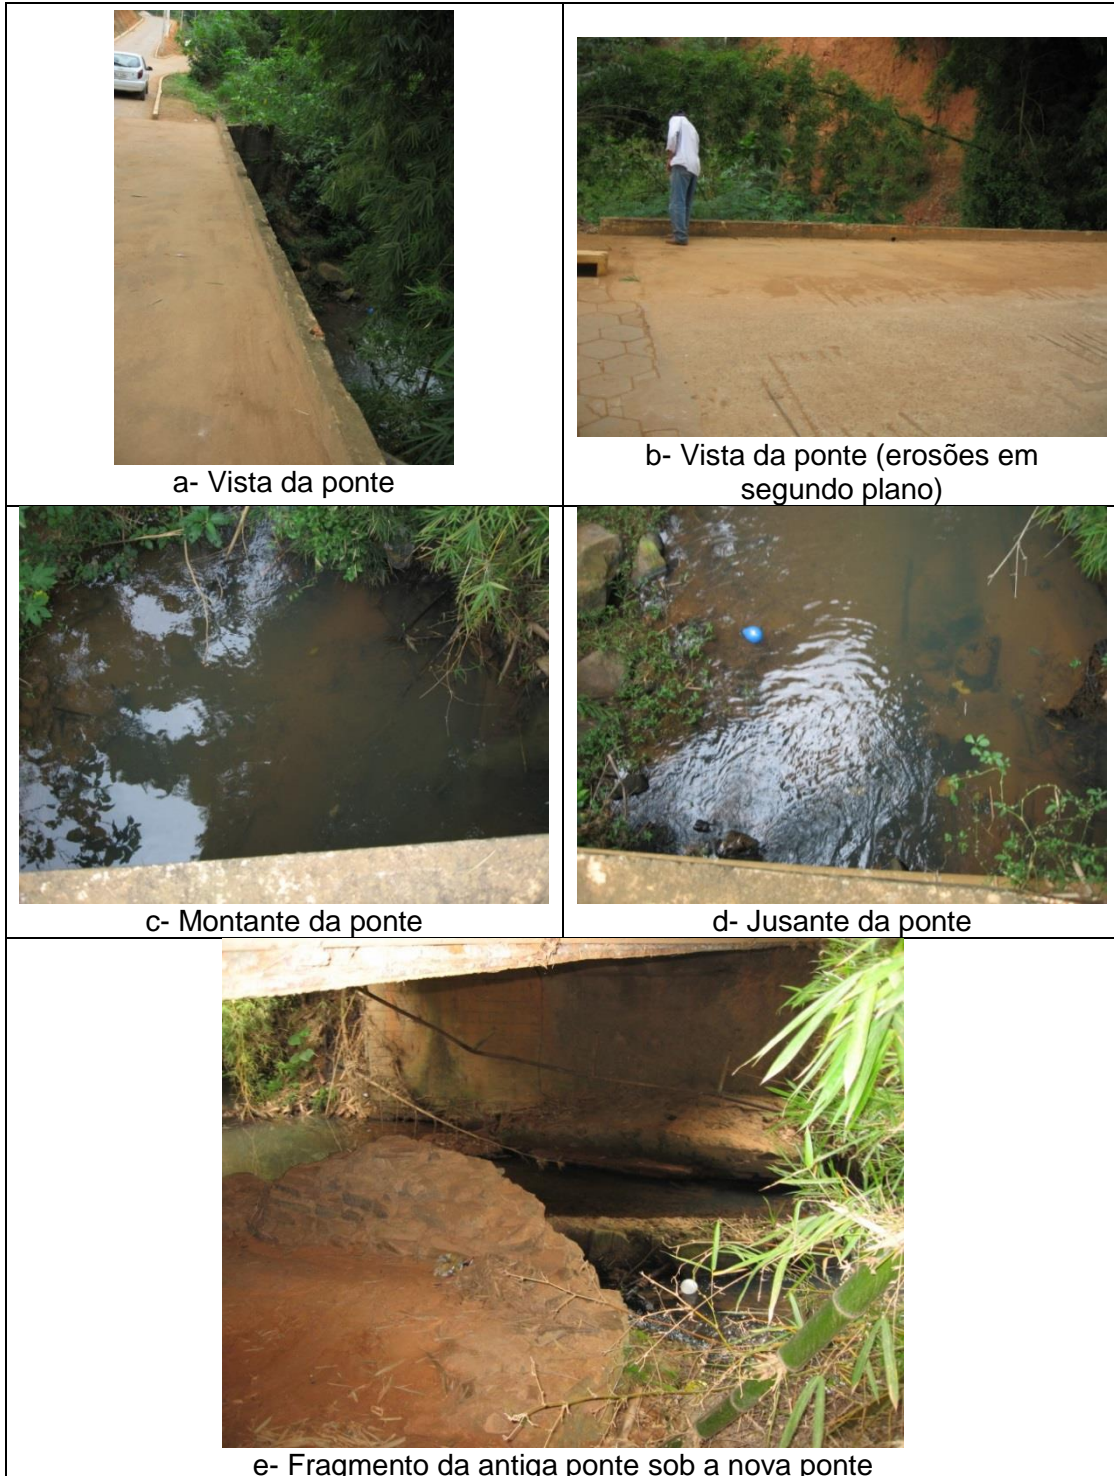 a- Vista da ponte
b- Vista da ponte (erosões em
segundo plano)
c- Montante da ponte
d- Jusante da ponte
e- Fragmento da antiga ponte sob a nova ponte